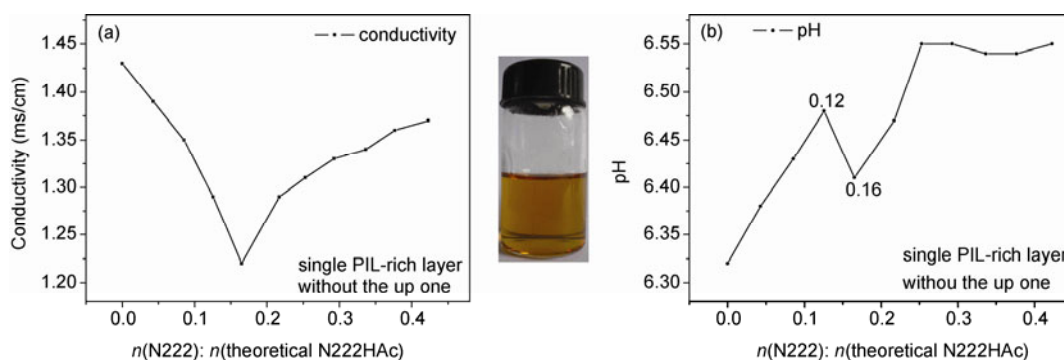 (a)
conductivity
1.45
1.40
1.35
1.30
1.25
1.20
Conductivity (ms/cm)
single PIL-rich layer
without the up one
0.0 0.1 0.2 0.3 0.4
n(N222): n(theoretical N222HAc)
(b)
pH
6.55
6.50
6.45
6.40
6.35
6.30
pH
0.12
0.16
single PIL-rich layer
withou the up one
0.0 0.1 0.2 0.3 0.4
n(N222): n(theoretical N222HAc)